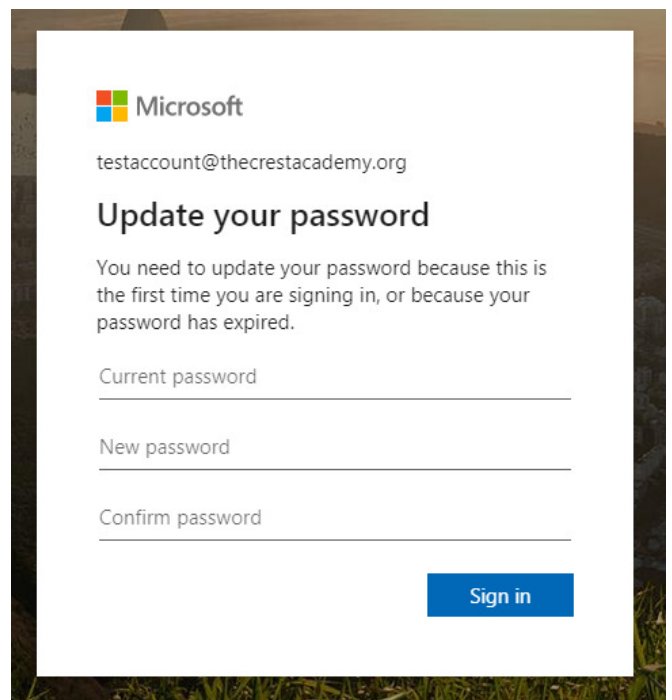 Microsoft
testaccount@thecrestacademy.org
Update your password
You need to update your password because this is
the first time you are signing in, or because your
password has expired.
Current password
New password
Confirm password
Sign in